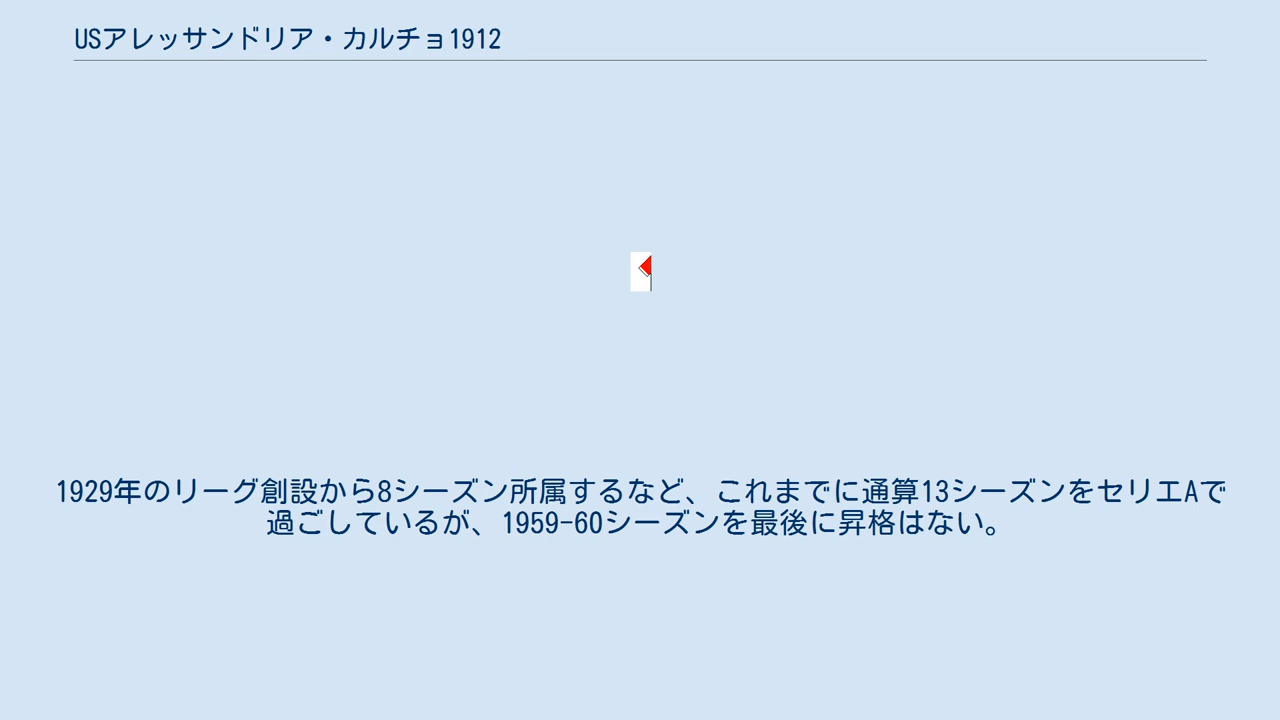 USアレッサンドリア・カルチョ1912
1929年のリーグ創設から8シーズン所属するなど、これまでに通算13シーズンをセリエAで
過ごしているが、1959-60シーズンを最後に昇格はない。